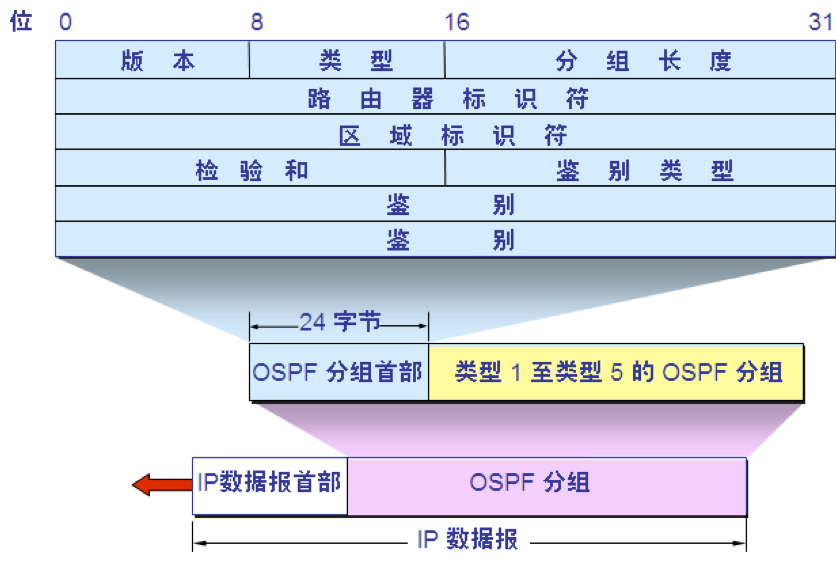 位 0 8 16 31
版 本 类 型 分 组 长 度
路 由 器 标 识 符
区 域 标 识 符
检 验 和 鉴 别 类 型
鉴 别
鉴 别
24 字节
OSPF 分组首部 类型 1 至类型 5 的 OSPF 分组
IP数据报首部 OSPF 分组
IP 数据报